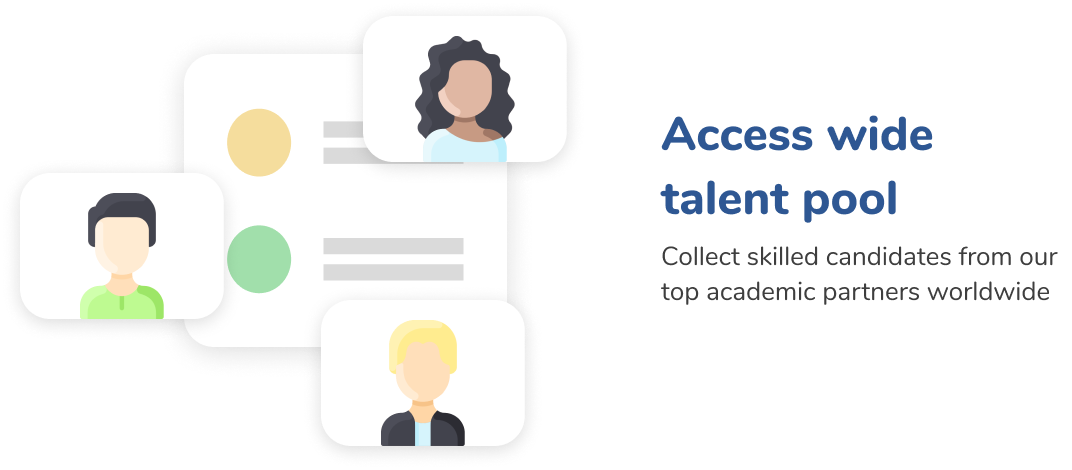 Access wide
talent pool
Collect skilled candidates from our
top academic partners worldwide